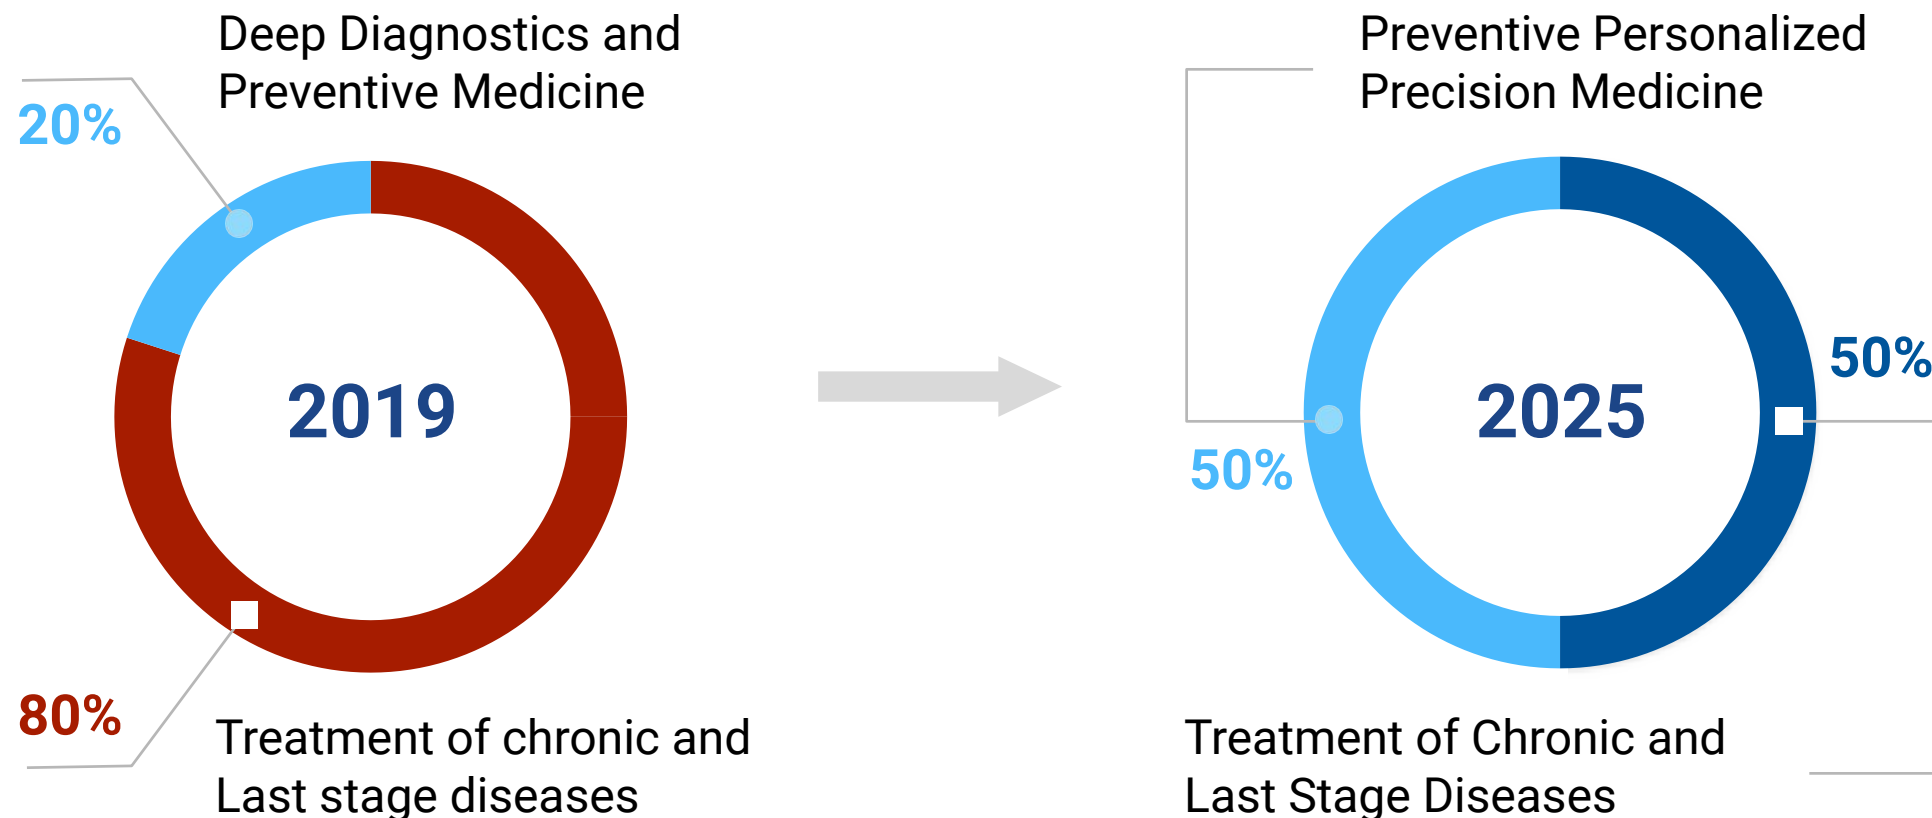 Deep Diagnostics and
Preventive Medicine
20%
2019
80%
Treatment of chronic and
Last stage diseases
Preventive Personalized
Precision Medicine
50%
2025
50%
Treatment of Chronic and
Last Stage Diseases